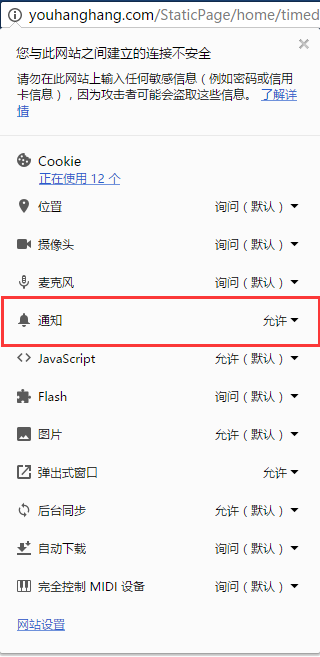 youhanghang.com/StaticPage/home/timed
您与此网站之间建立的连接不安全
请勿在此网站上输入任何敏感信息（例如密码或信用
卡信息），因为攻击者可能会盗取这些信息。 了解详
情
Cookie
正在使用 12 个
位置 询问（默认）
摄像头 询问（默认）
麦克风 询问（默认）
通知 允许
JavaScript 允许（默认）
Flash 询问（默认）
图片 允许（默认）
弹出式窗口 允许
后台同步 允许（默认）
自动下载 询问（默认）
完全控制 MIDI 设备 询问（默认）
网站设置